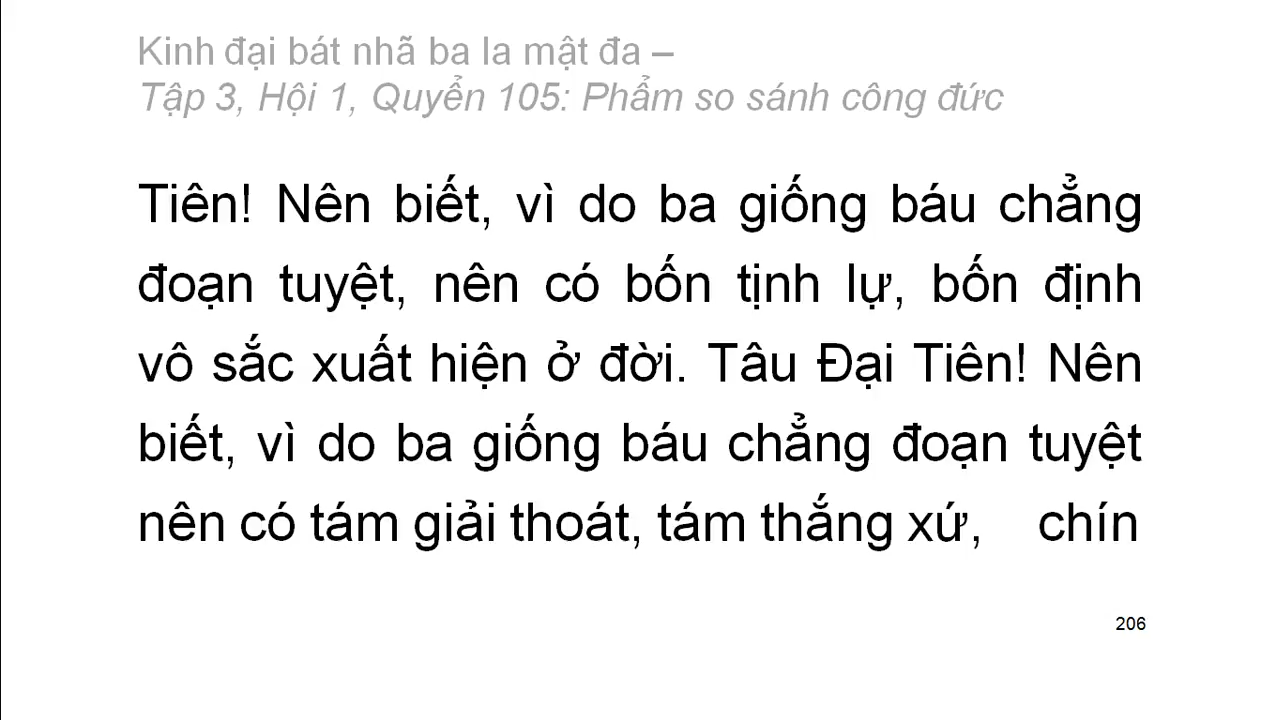 Kinh đại bát nhã ba la mật đa –
Tập 3, Hội 1, Quyển 105: Phẩm so sánh công đức
Tiên! Nên biết, vì do ba giống báu chẳng
đoạn tuyệt, nên có bốn tịnh lự, bốn định
vô sắc xuất hiện ở đời. Tâu Đại Tiên! Nên
biết, vì do ba giống báu chẳng đoạn tuyệt
nên có tám giải thoát, tám thắng xứ, chín
206